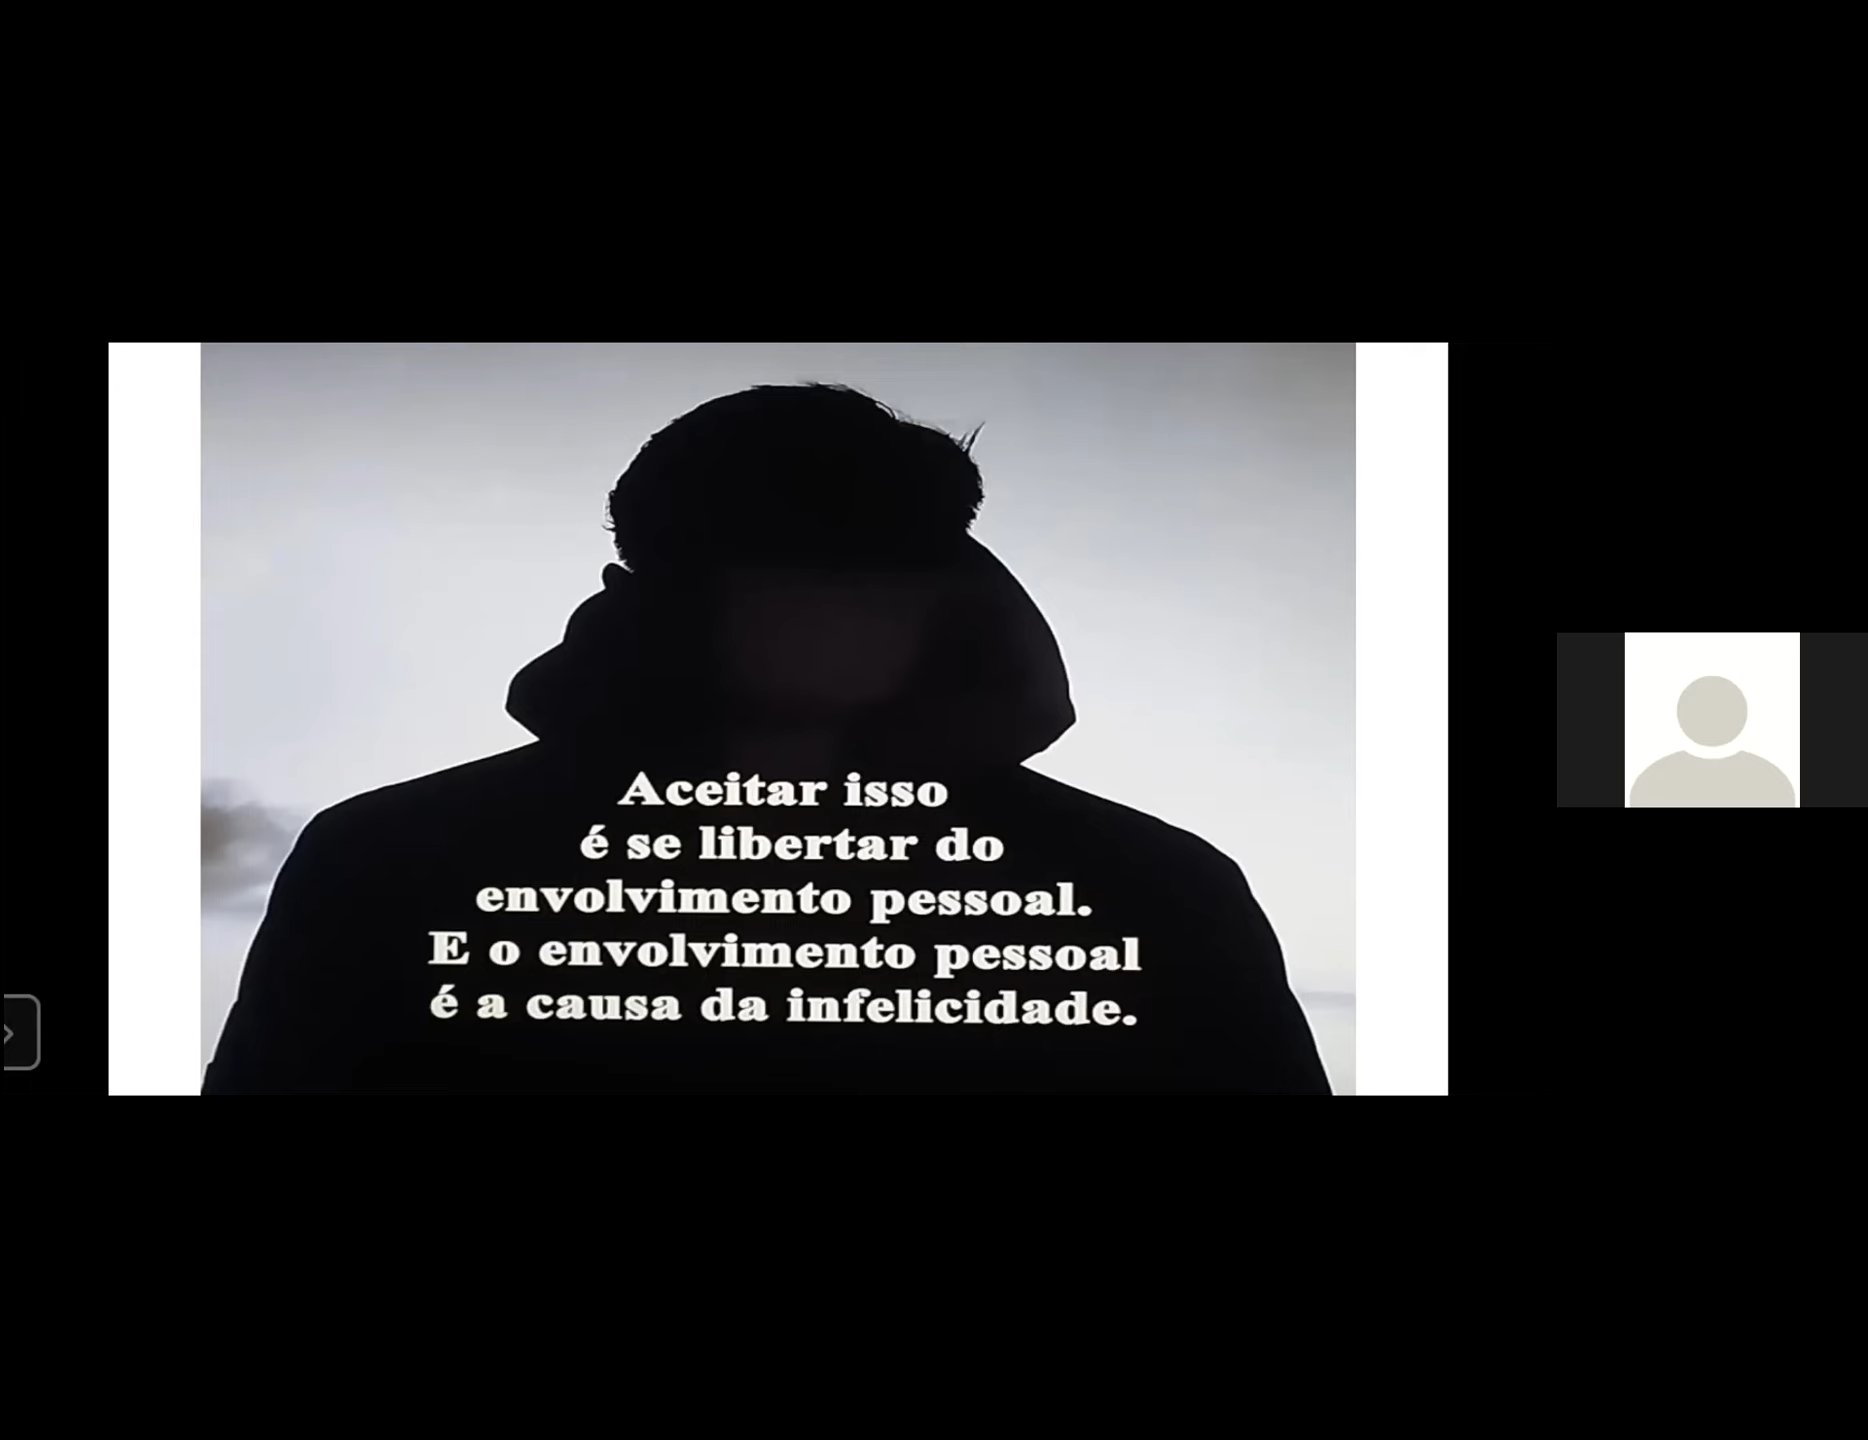 Aceitar isso
é se libertar do
envolvimento pessoal.
E o envolvimento pessoal
é a causa da infelicidade.